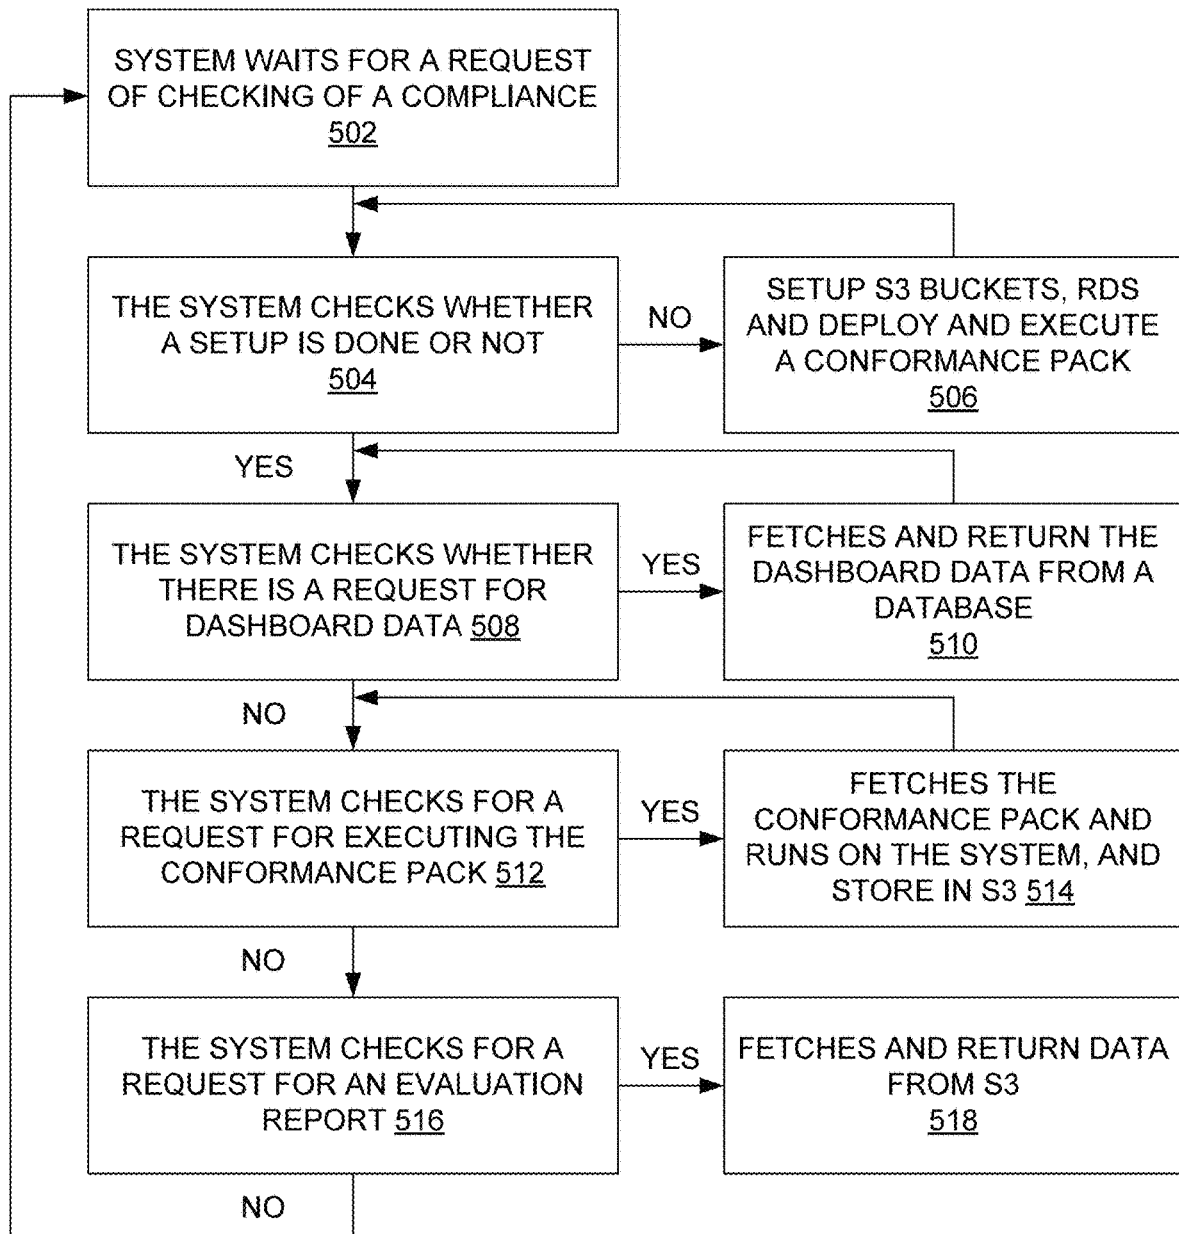 SYSTEM WAITS FOR A REQUEST
OF CHECKING OF A COMPLIANCE
502
THE SYSTEM CHECKS WHETHER
A SETUP IS DONE OR NOT
504
NO
SETUP S3 BUCKETS, RDS
AND DEPLOY AND EXECUTE
A CONFORMANCE PACK
506
YES
THE SYSTEM CHECKS WHETHER
THERE IS A REQUEST FOR
DASHBOARD DATA 508
YES
FETCHES AND RETURN THE
DASHBOARD DATA FROM A
DATABASE
510
NO
THE SYSTEM CHECKS FOR A
REQUEST FOR EXECUTING THE
CONFORMANCE PACK 512
YES
FETCHES THE
CONFORMANCE PACK AND
RUNS ON THE SYSTEM, AND
STORE IN S3 514
NO
THE SYSTEM CHECKS FOR A
REQUEST FOR AN EVALUATION
REPORT 516
YES
FETCHES AND RETURN DATA
FROM S3
518
NO